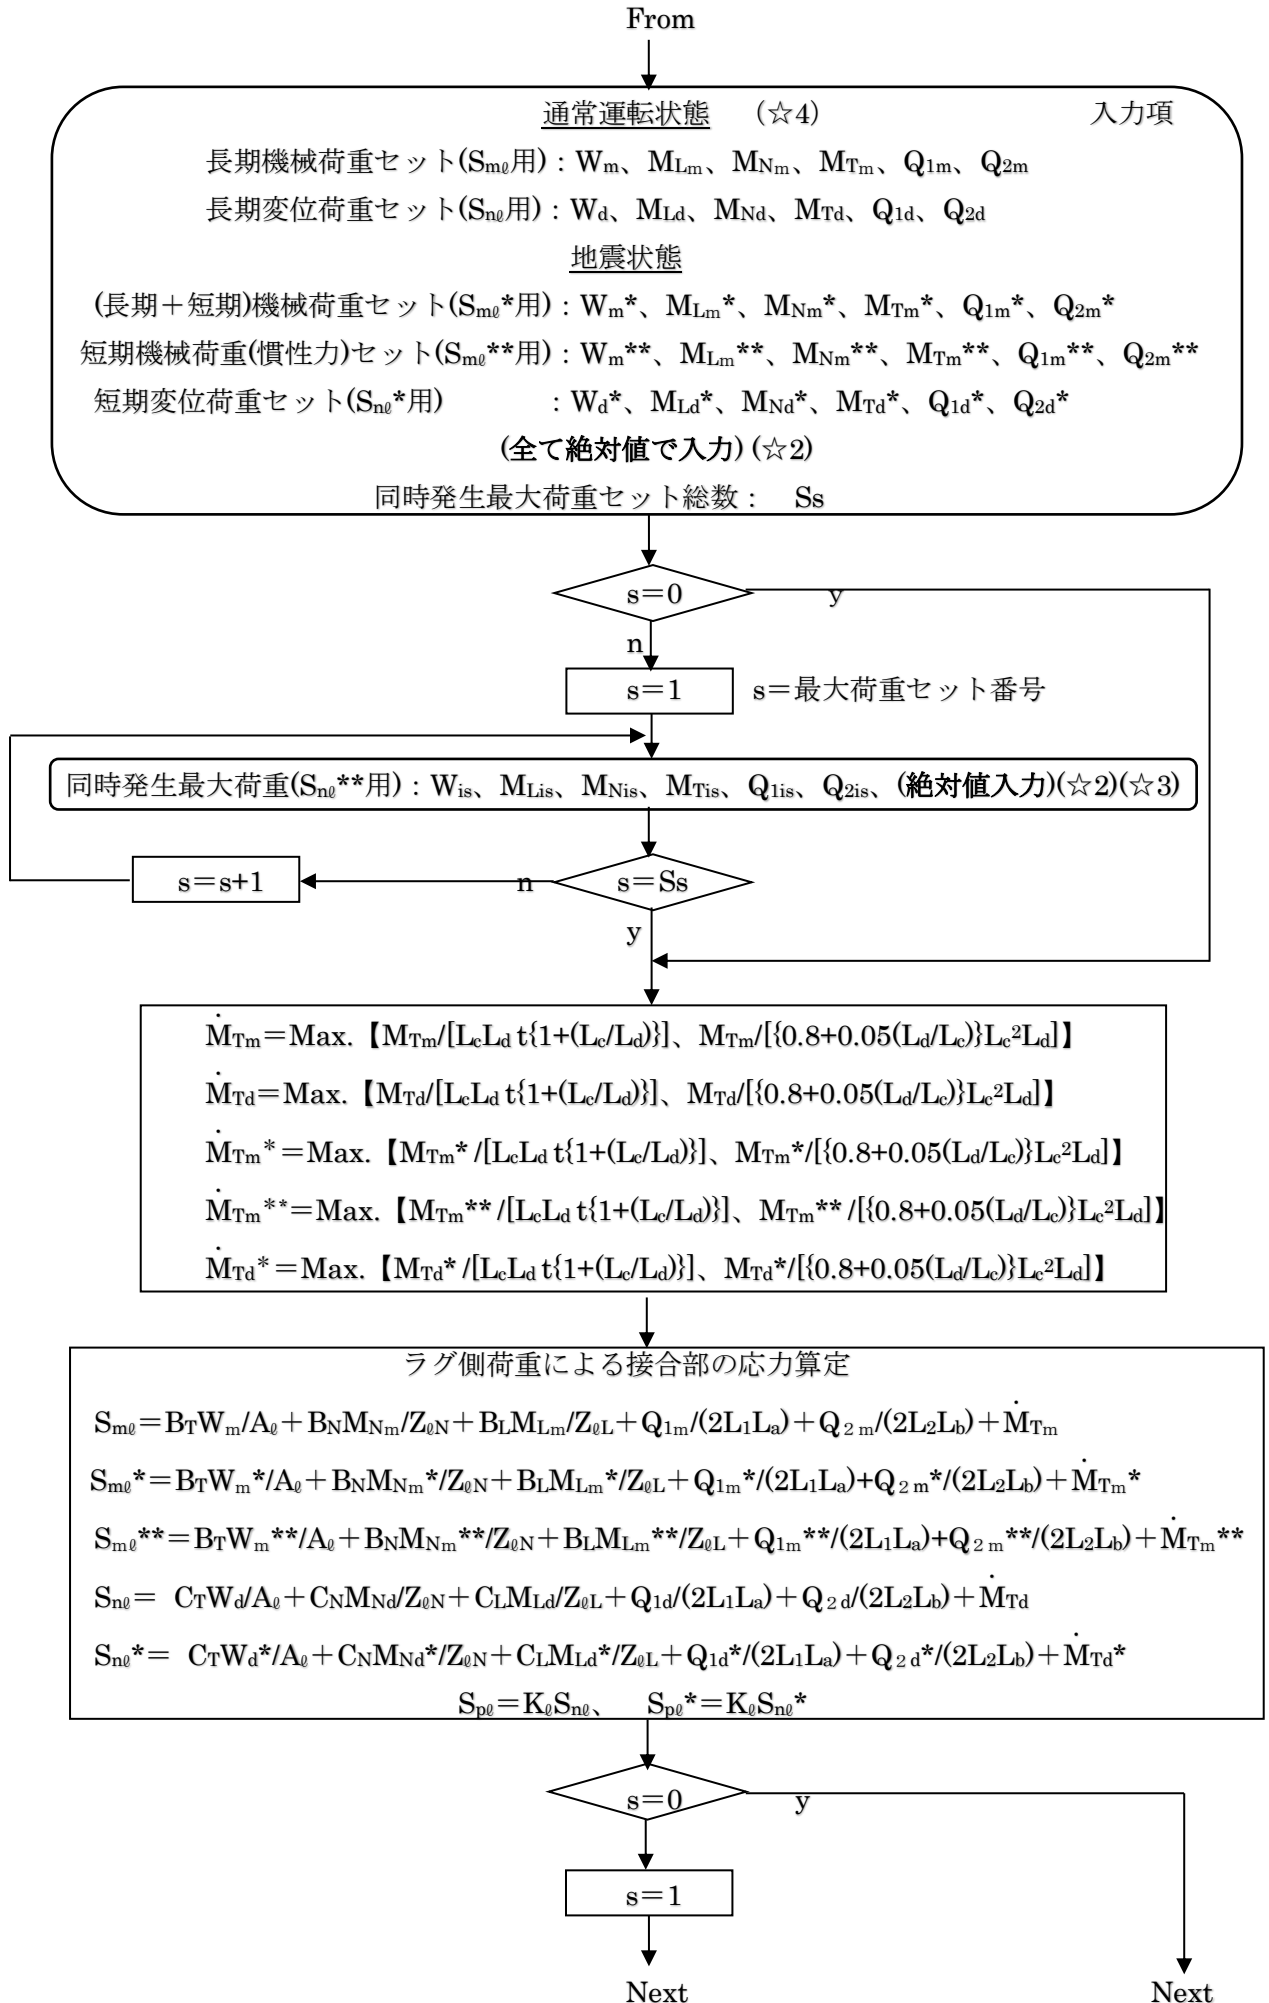 From
通常運転状態　(☆4)　入力項
長期機械荷重セット(Smℓ用)：Wm、MLm、MNm、MTm、Q1m、Q2m
長期変位荷重セット(Snℓ用)：Wd、MLd、MNd、MTd、Q1d、Q2d
地震状態
(長期＋短期)機械荷重セット(Smℓ*用)：Wm*、MLm*、MNm*、MTm*、Q1m*、Q2m*
短期機械荷重(慣性力)セット(Smℓ**用)：Wm**、MLm**、MNm**、MTm**、Q1m**、Q2m**
短期変位荷重セット(Snℓ*用)　：Wd*、MLd*、MNd*、MTd*、Q1d*、Q2d*
(全て絶対値で入力) (☆2)
同時発生最大荷重セット総数：　Ss
s＝0　y
n
s＝1　s＝最大荷重セット番号
同時発生最大荷重(Snℓ**用)：Wis、MLis、MNis、MTis、Q1is、Q2is、(絶対値入力)(☆2)(☆3)
s＝s+1　n　s＝Ss
y
ṀTm＝Max.【MTm/[LcLd t{1+(Lc/Ld)}]、MTm/[{0.8+0.05(Ld/Lc)}Lc²Ld]】
ṀTd＝Max.【MTd/[LcLd t{1+(Lc/Ld)}]、MTd/[{0.8+0.05(Ld/Lc)}Lc²Ld]】
ṀTm*＝Max.【MTm* /[LcLd t{1+(Lc/Ld)}]、MTm*/[{0.8+0.05(Ld/Lc)}Lc²Ld]】
ṀTm**＝Max.【MTm** /[LcLd t{1+(Lc/Ld)}]、MTm** /[{0.8+0.05(Ld/Lc)}Lc²Ld]】
ṀTd*＝Max.【MTd* /[LcLd t{1+(Lc/Ld)}]、MTd*/[{0.8+0.05(Ld/Lc)}Lc²Ld]】
ラグ側荷重による接合部の応力算定
Smℓ＝BTWm/Aℓ＋BNMNm/ZℓN＋BLMLm/ZℓL＋Q1m/(2L1La)＋Q２m/(2L2Lb)＋ṀTm
Smℓ*＝BTWm*/Aℓ＋BNMNm*/ZℓN＋BLMLm*/ZℓL＋Q1m*/(2L1La)+Q２m*/(2L2Lb)＋ṀTm*
Smℓ**＝BTWm**/Aℓ＋BNMNm**/ZℓN＋BLMLm**/ZℓL＋Q1m**/(2L1La)+Q２m**/(2L2Lb)＋ṀTm**
Snℓ＝ CTWd/Aℓ＋CNMNd/ZℓN＋CLMLd/ZℓL＋Q1d/(2L1La)＋Q２d/(2L2Lb)＋ṀTd
Snℓ*＝ CTWd*/Aℓ＋CNMNd*/ZℓN＋CLMLd*/ZℓL＋Q1d*/(2L1La)＋Q２d*/(2L2Lb)＋ṀTd*
Spℓ＝KℓSnℓ、　Spℓ*＝KℓSnℓ*
s＝0　y
s＝1
Next　Next